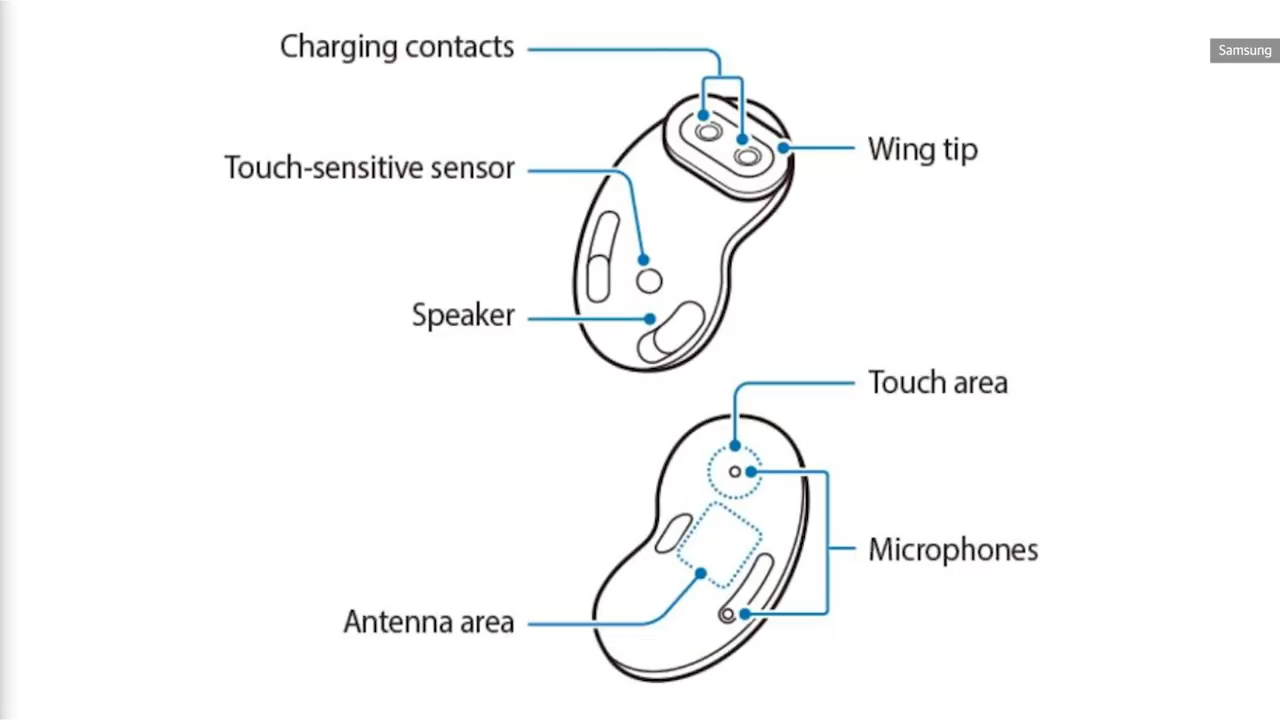 Charging contacts
Samsung
Wing tip
Touch-sensitive sensor
Speaker
Touch area
Microphones
Antenna area